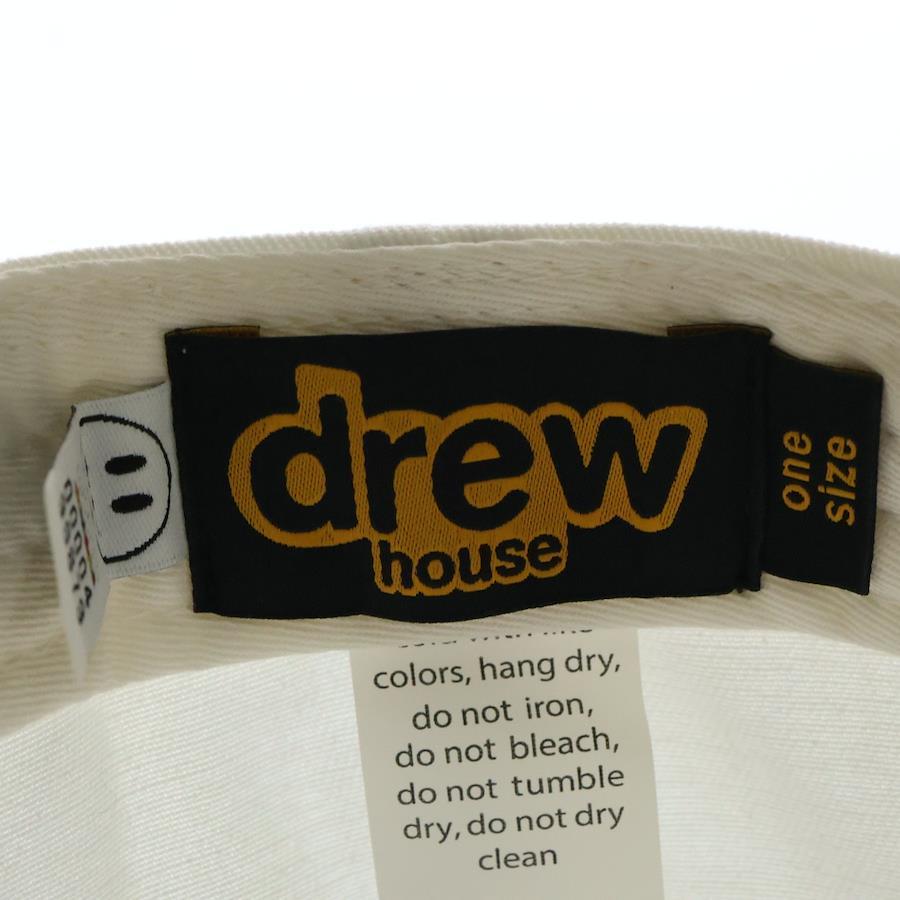 drew
house
one
size
colors, hang dry,
do not iron,
do not bleach,
do not tumble
dry, do not dry
clean